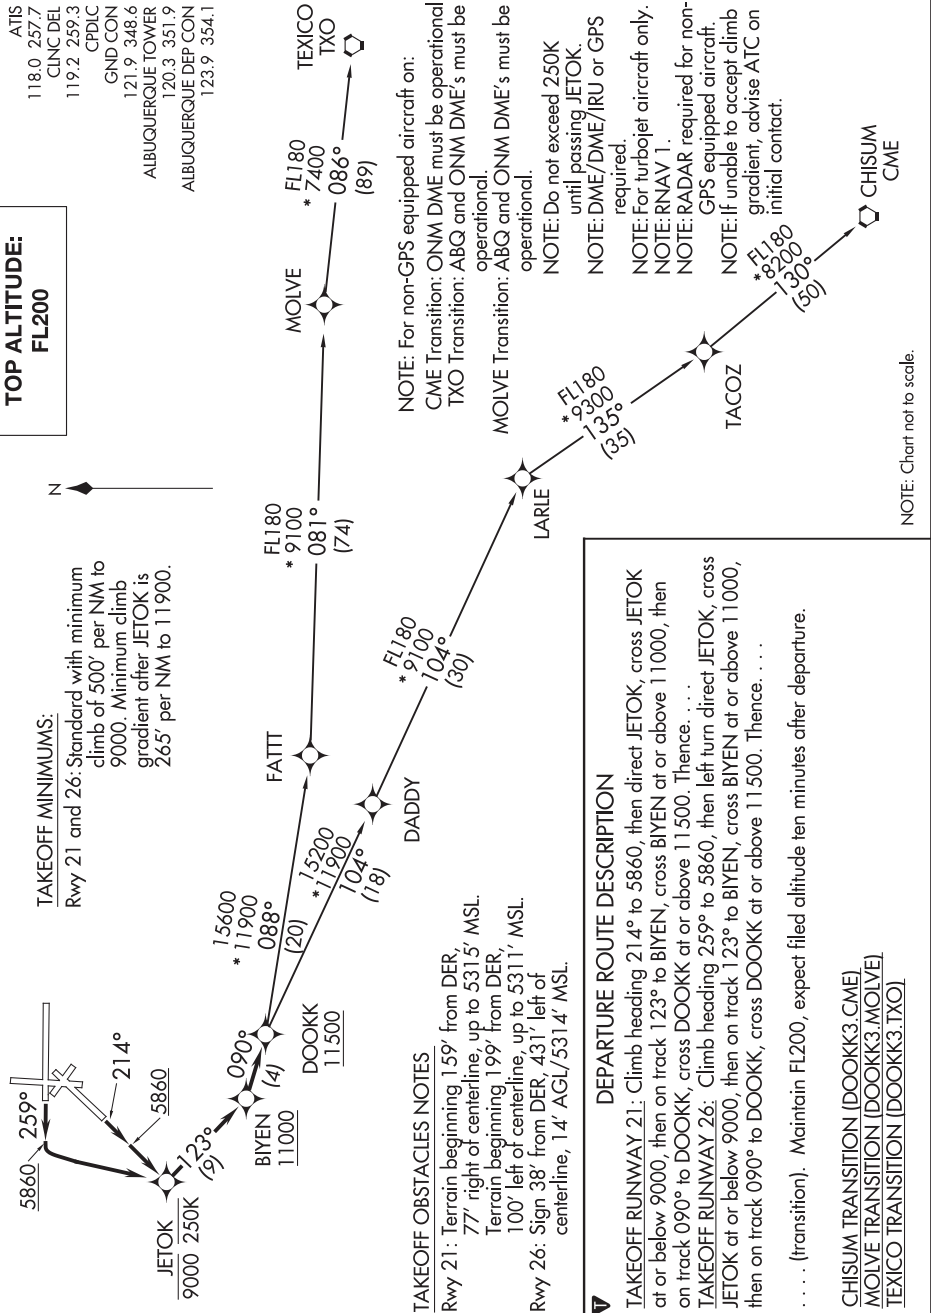 TOP ALTITUDE:
FL200
ATIS
118.0 257.7
CLNC DEL
119.2 259.3
CPDLC
GND CON
121.9 348.6
ALBUQUERQUE TOWER
120.3 351.9
ALBUQUERQUE DEP CON
123.9 354.1
N
TAKEOFF MINIMUMS:
Rwy 21 and 26: Standard with minimum
climb of 500' per NM to
9000. Minimum climb
gradient after JETOK is
265' per NM to 11900.
5860
259°
214°
5860
JETOK
9000 250K
123°
(9)
BIYEN
11000
090°
(4)
DOOKK
11500
15600
* 11900
088°
(20)
15200
*11900
104°
(18)
FATTT
DADDY
FL180
* 9100
081°
(74)
MOLVE
FL180
* 7400
086°
(89)
TEXICO
TXO
FL180
* 9100
104°
(30)
LARLE
FL180
* 9300
135°
(35)
TACOZ
FL180
*8200
130°
(50)
CHISUM
CME
NOTE: For non-GPS equipped aircraft on:
CME Transition: ONM DME must be operational
TXO Transition: ABQ and ONM DME's must be
operational.
MOLVE Transition: ABQ and ONM DME's must be
operational.
NOTE: Do not exceed 250K
until passing JETOK.
NOTE: DME/DME/IRU or GPS
required.
NOTE: For turbojet aircraft only.
NOTE: RNAV 1.
NOTE: RADAR required for non-
GPS equipped aircraft.
NOTE: If unable to accept climb
gradient, advise ATC on
initial contact.
NOTE: Chart not to scale.
TAKEOFF OBSTACLES NOTES
Rwy 21: Terrain beginning 159' from DER,
77' right of centerline, up to 5315' MSL.
Terrain beginning 199' from DER,
100' left of centerline, up to 5311' MSL.
Rwy 26: Sign 38' from DER, 431' left of
centerline, 14' AGL/5314' MSL.
T
DEPARTURE ROUTE DESCRIPTION
TAKEOFF RUNWAY 21: Climb heading 214° to 5860, then direct JETOK, cross JETOK
at or below 9000, then on track 123° to BIYEN, cross BIYEN at or above 11000, then
on track 090° to DOOKK, cross DOOKK at or above 11500. Thence. . . .
TAKEOFF RUNWAY 26: Climb heading 259° to 5860, then left turn direct JETOK, cross
JETOK at or below 9000, then on track 123° to BIYEN, cross BIYEN at or above 11000,
then on track 090° to DOOKK, cross DOOKK at or above 11500. Thence. . . .
. . . . (transition). Maintain FL200, expect filed altitude ten minutes after departure.
CHISUM TRANSITION (DOOKK3.CME)
MOLVE TRANSITION (DOOKK3.MOLVE)
TEXICO TRANSITION (DOOKK3.TXO)